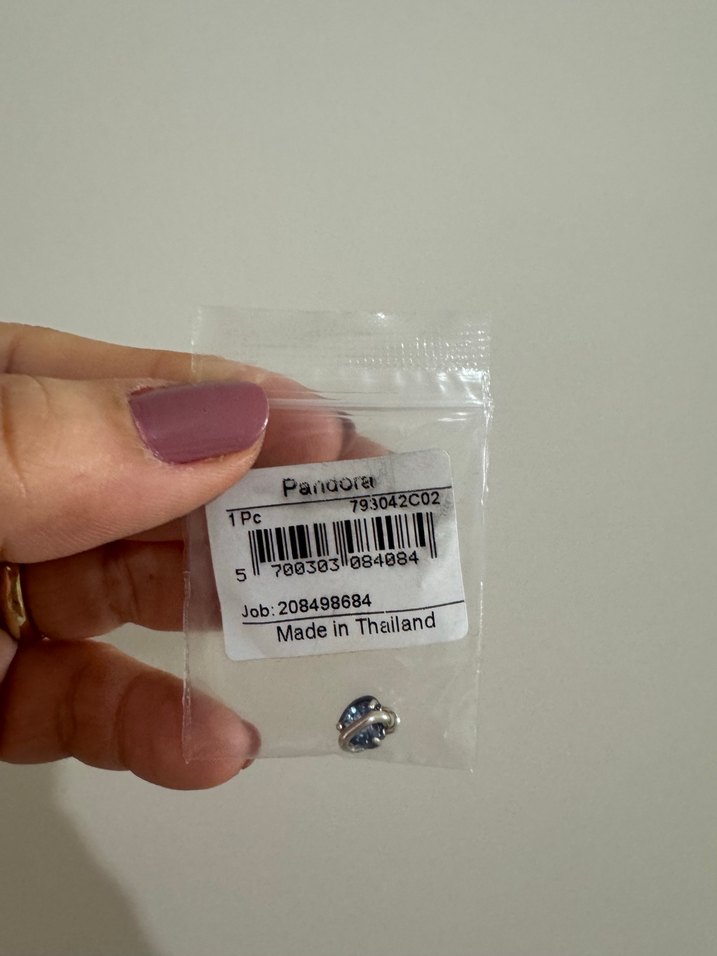 Pandora
793042C02
1 Pc
5 700303 084084
Job: 208498684
Made in Thailand